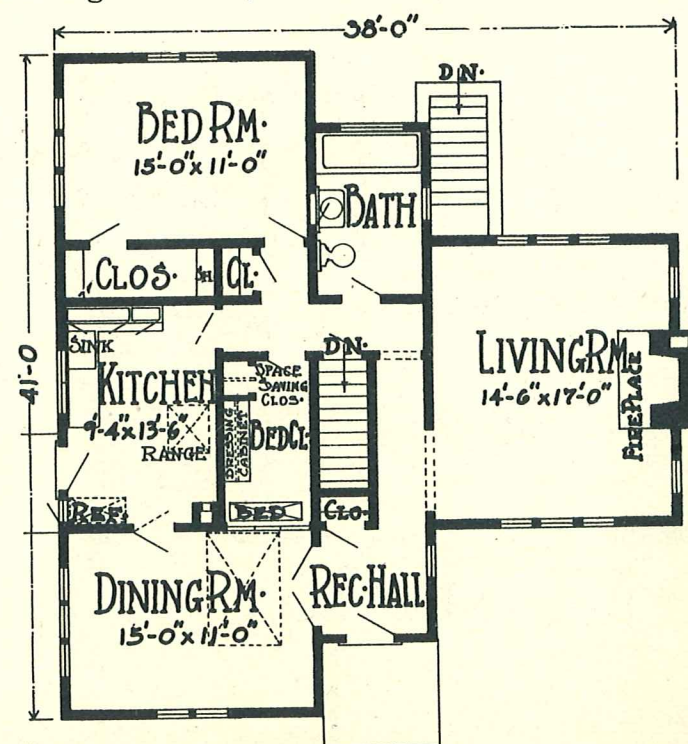 38'-0"
DN.
BED RM.
15'-0" x 11'-0"
BATH
CLOS.
SH.
CL.
41'-0
SINK
KITCHEN
9'-4" x 13'-6"
RANGE
REF.
DN.
SPACE
SAVING
CLOS.
BED CL.
DRESSING
CABINET
BED
CLO.
LIVING RM.
14'-6" x 17'-0"
FIREPLACE
DINING RM.
15'-0" x 11'-0"
REC. HALL